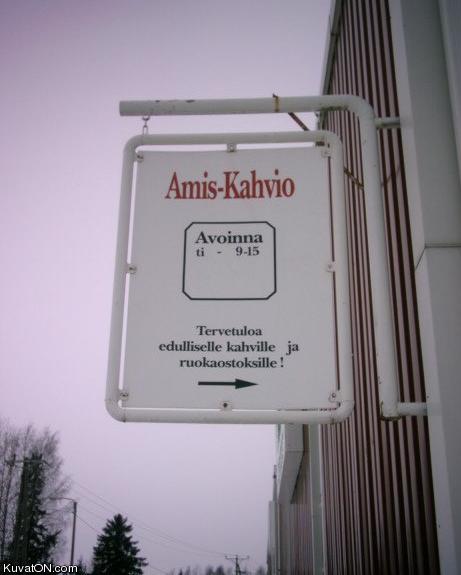 Amis-Kahvio
Avoinna
ti - 9-15
Tervetuloa
edulliselle kahville ja
ruokaostoksille!
KuvatON.com